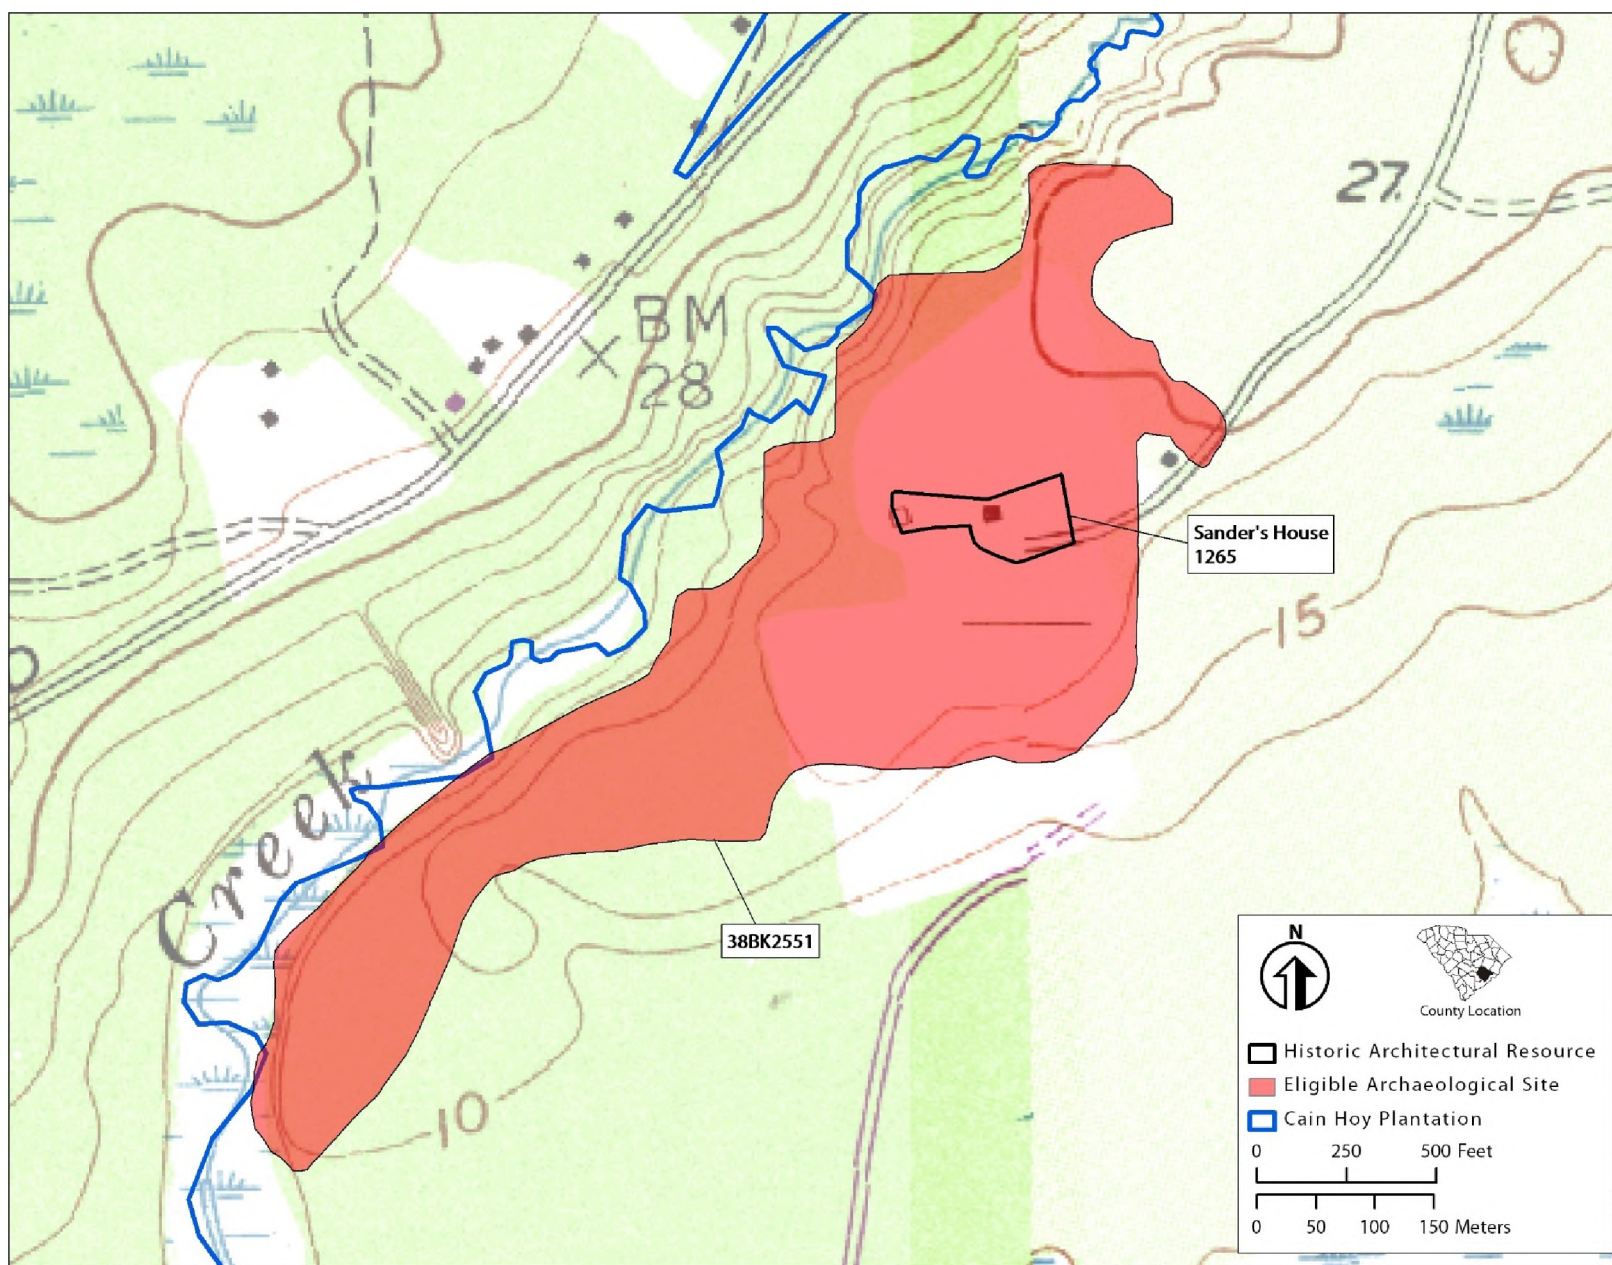 27.
BM
28
Sander's House
1265
15
Creek
38BK2551
10
N
County Location
Historic Architectural Resource
Eligible Archaeological Site
Cain Hoy Plantation
0 250 500 Feet
0 50 100 150 Meters